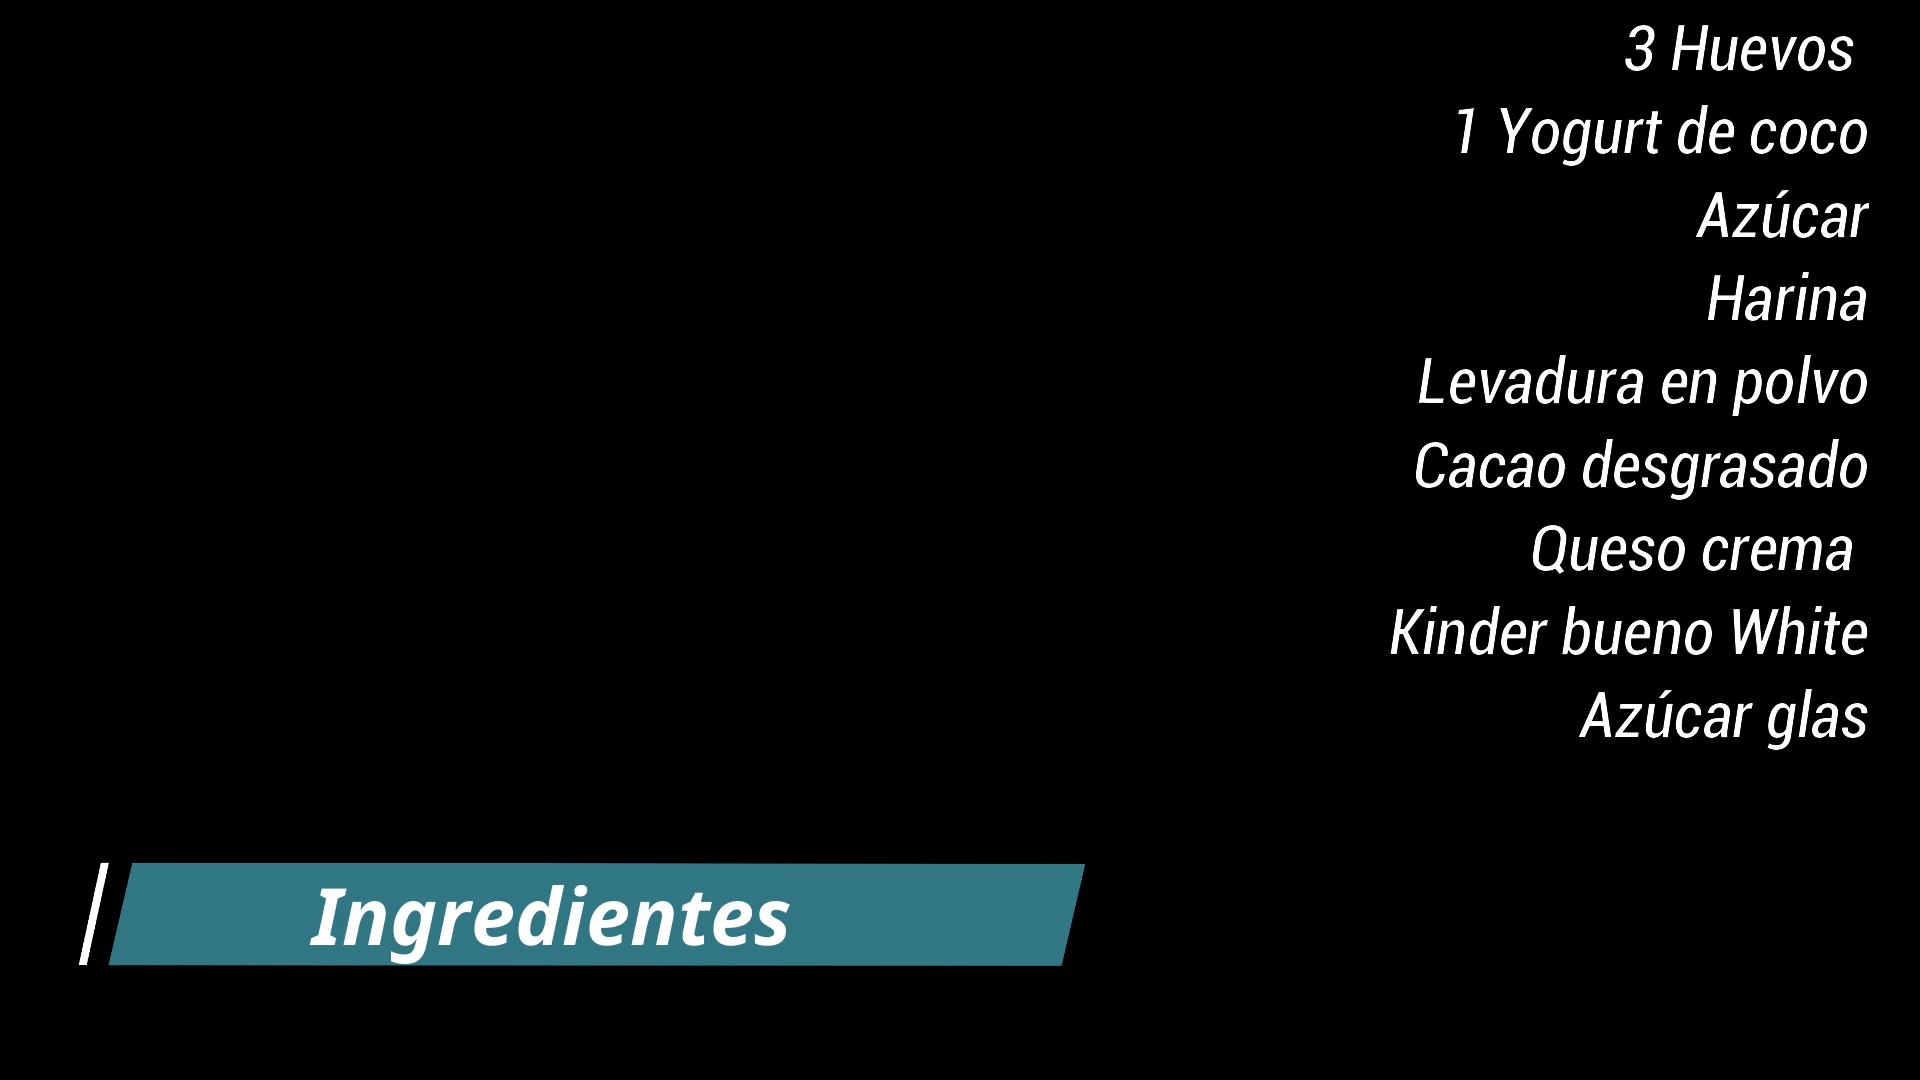 3 Huevos
1 Yogurt de coco
Azúcar
Harina
Levadura en polvo
Cacao desgrasado
Queso crema
Kinder bueno White
Azúcar glas
Ingredientes